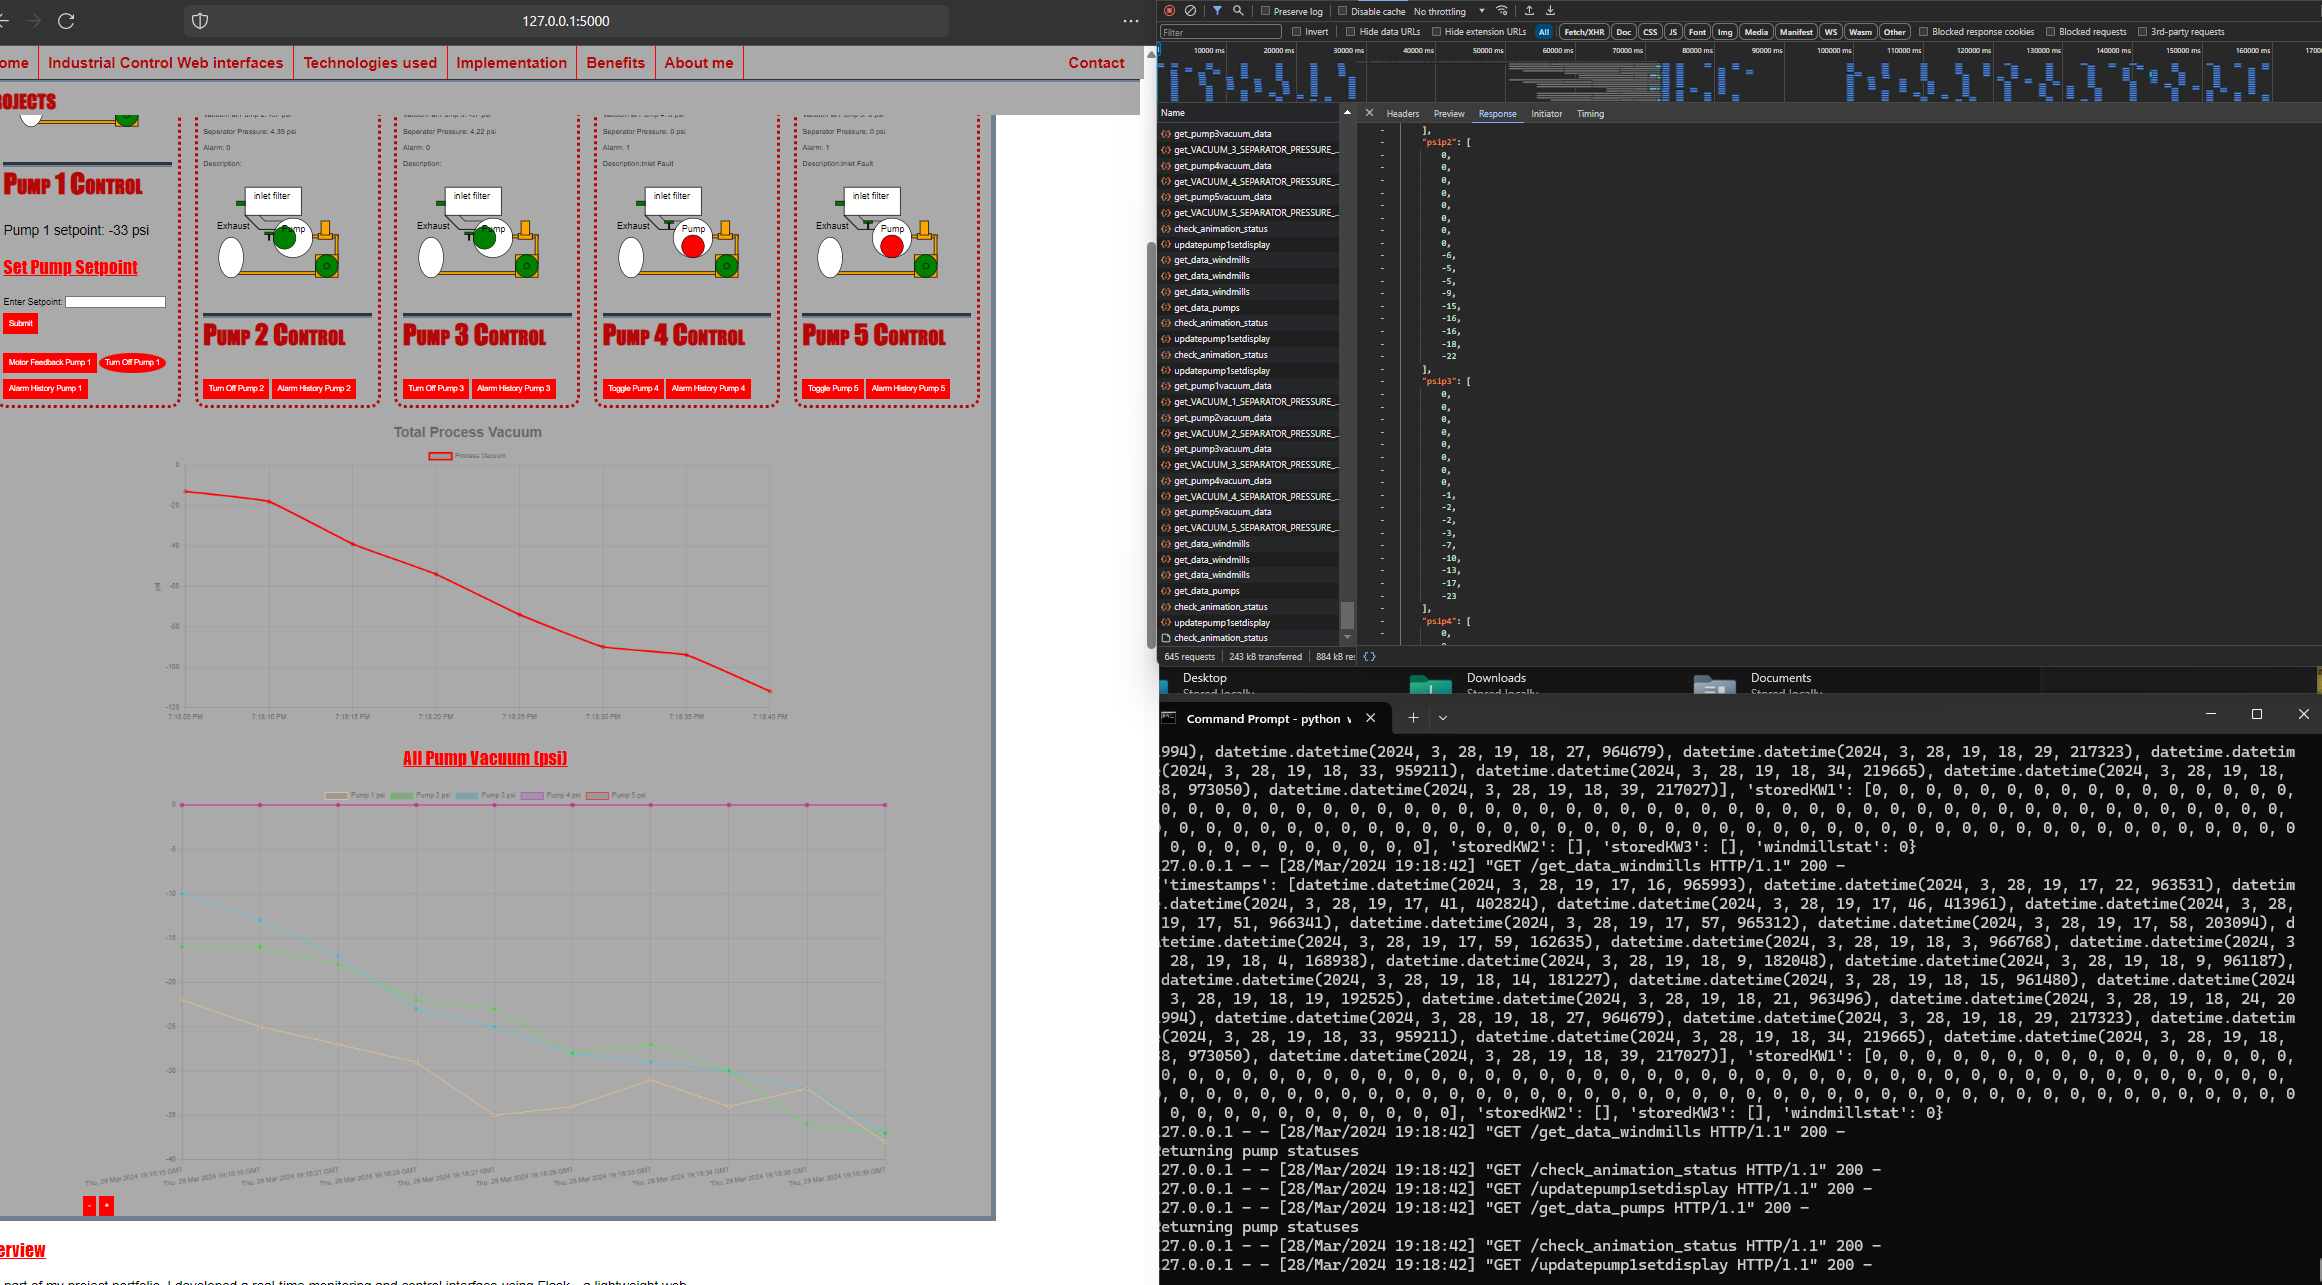 127.0.0.1:5000
ome
Industrial Control Web interfaces
Technologies used
Implementation
Benefits
About me
Contact
ROJECTS
Seperator Pressure: 4.39 psi
Alarm: 0
Description:
Seperator Pressure: 4.22 psi
Alarm: 0
Description:
Seperator Pressure: 0 psi
Alarm: 1
Description:Inlet Fault
Seperator Pressure: 0 psi
Alarm: 1
Description:Inlet Fault
inlet filter
Exhaust
Pump
inlet filter
Exhaust
Pump
inlet filter
Exhaust
Pump
inlet filter
Exhaust
Pump
Pump 1 Control
Pump 1 setpoint: -33 psi
Set Pump Setpoint
Enter Setpoint:
Submit
Motor Feedback Pump 1
Turn Off Pump 1
Alarm History Pump 1
Pump 2 Control
Turn Off Pump 2
Alarm History Pump 2
Pump 3 Control
Turn Off Pump 3
Alarm History Pump 3
Pump 4 Control
Toggle Pump 4
Alarm History Pump 4
Pump 5 Control
Toggle Pump 5
Alarm History Pump 5
Total Process Vacuum
Process Vacuum
0
-20
-40
-60
-80
-100
-120
psi
7:18:05 PM
7:18:10 PM
7:18:15 PM
7:18:20 PM
7:18:25 PM
7:18:30 PM
7:18:35 PM
7:18:40 PM
All Pump Vacuum (psi)
Pump 1 psi
Pump 2 psi
Pump 3 psi
Pump 4 psi
Pump 5 psi
0
-5
-10
-15
-20
-25
-30
-35
-40
Thu, 28 Mar 2024 19:18:15 GMT
Thu, 28 Mar 2024 19:18:19 GMT
Thu, 28 Mar 2024 19:18:21 GMT
Thu, 28 Mar 2024 19:18:24 GMT
Thu, 28 Mar 2024 19:18:27 GMT
Thu, 28 Mar 2024 19:18:29 GMT
Thu, 28 Mar 2024 19:18:33 GMT
Thu, 28 Mar 2024 19:18:34 GMT
Thu, 28 Mar 2024 19:18:38 GMT
Thu, 28 Mar 2024 19:18:39 GMT
-
+
erview
part of my project portfolio, I developed a real-time monitoring and control interface using Flask, a lightweight web
Preserve log
Disable cache
No throttling
Filter
Invert
Hide data URLs
Hide extension URLs
All
Fetch/XHR
Doc
CSS
JS
Font
Img
Media
Manifest
WS
Wasm
Other
Blocked response cookies
Blocked requests
3rd-party requests
10000 ms
20000 ms
30000 ms
40000 ms
50000 ms
60000 ms
70000 ms
80000 ms
90000 ms
100000 ms
110000 ms
120000 ms
130000 ms
140000 ms
150000 ms
160000 ms
1700
Name
get_pump3vacuum_data
get_VACUUM_3_SEPARATOR_PRESSURE_...
get_pump4vacuum_data
get_VACUUM_4_SEPARATOR_PRESSURE_...
get_pump5vacuum_data
get_VACUUM_5_SEPARATOR_PRESSURE_...
check_animation_status
updatepump1setdisplay
get_data_windmills
get_data_windmills
get_data_windmills
get_data_pumps
check_animation_status
updatepump1setdisplay
check_animation_status
updatepump1setdisplay
get_pump1vacuum_data
get_VACUUM_1_SEPARATOR_PRESSURE_...
get_pump2vacuum_data
get_VACUUM_2_SEPARATOR_PRESSURE_...
get_pump3vacuum_data
get_VACUUM_3_SEPARATOR_PRESSURE_...
get_pump4vacuum_data
get_VACUUM_4_SEPARATOR_PRESSURE_...
get_pump5vacuum_data
get_VACUUM_5_SEPARATOR_PRESSURE_...
get_data_windmills
get_data_windmills
get_data_windmills
get_data_pumps
check_animation_status
updatepump1setdisplay
check_animation_status
645 requests
243 kB transferred
884 kB re
{}
Headers
Preview
Response
Initiator
Timing
],
"psip2": [
0,
0,
0,
0,
0,
0,
0,
0,
-6,
-5,
-5,
-9,
-15,
-16,
-16,
-18,
-22
],
"psip3": [
0,
0,
0,
0,
0,
0,
0,
0,
-1,
-2,
-2,
-3,
-7,
-10,
-13,
-17,
-23
],
"psip4": [
0,
Desktop
Stored locally
Downloads
Stored locally
Documents
Stored locally
Command Prompt - python
994), datetime.datetime(2024, 3, 28, 19, 18, 27, 964679), datetime.datetime(2024, 3, 28, 19, 18, 29, 217323), datetime.datetim
(2024, 3, 28, 19, 18, 33, 959211), datetime.datetime(2024, 3, 28, 19, 18, 34, 219665), datetime.datetime(2024, 3, 28, 19, 18,
8, 973050), datetime.datetime(2024, 3, 28, 19, 18, 39, 217027)], 'storedKW1': [0, 0, 0, 0, 0, 0, 0, 0, 0, 0, 0, 0, 0, 0, 0, 0,
0, 0, 0, 0, 0, 0, 0, 0, 0, 0, 0, 0, 0, 0, 0, 0, 0, 0, 0, 0, 0, 0, 0, 0, 0, 0, 0, 0, 0, 0, 0, 0, 0, 0, 0, 0, 0, 0, 0, 0, 0, 0,
, 0, 0, 0, 0, 0, 0, 0, 0, 0, 0, 0, 0, 0, 0, 0, 0, 0, 0, 0, 0, 0, 0, 0, 0, 0, 0, 0, 0, 0, 0, 0, 0, 0, 0, 0, 0, 0, 0, 0, 0, 0, 0
0, 0, 0, 0, 0, 0, 0, 0, 0, 0], 'storedKW2': [], 'storedKW3': [], 'windmillstat': 0}
27.0.0.1 - - [28/Mar/2024 19:18:42] "GET /get_data_windmills HTTP/1.1" 200 -
'timestamps': [datetime.datetime(2024, 3, 28, 19, 17, 16, 965993), datetime.datetime(2024, 3, 28, 19, 17, 22, 963531), datetim
.datetime(2024, 3, 28, 19, 17, 41, 402824), datetime.datetime(2024, 3, 28, 19, 17, 46, 413961), datetime.datetime(2024, 3, 28,
19, 17, 51, 966341), datetime.datetime(2024, 3, 28, 19, 17, 57, 965312), datetime.datetime(2024, 3, 28, 19, 17, 58, 203094), d
tetime.datetime(2024, 3, 28, 19, 17, 59, 162635), datetime.datetime(2024, 3, 28, 19, 18, 3, 966768), datetime.datetime(2024, 3
28, 19, 18, 4, 168938), datetime.datetime(2024, 3, 28, 19, 18, 9, 182048), datetime.datetime(2024, 3, 28, 19, 18, 9, 961187),
datetime.datetime(2024, 3, 28, 19, 18, 14, 181227), datetime.datetime(2024, 3, 28, 19, 18, 15, 961480), datetime.datetime(2024
3, 28, 19, 18, 19, 192525), datetime.datetime(2024, 3, 28, 19, 18, 21, 963496), datetime.datetime(2024, 3, 28, 19, 18, 24, 20
994), datetime.datetime(2024, 3, 28, 19, 18, 27, 964679), datetime.datetime(2024, 3, 28, 19, 18, 29, 217323), datetime.datetim
(2024, 3, 28, 19, 18, 33, 959211), datetime.datetime(2024, 3, 28, 19, 18, 34, 219665), datetime.datetime(2024, 3, 28, 19, 18,
8, 973050), datetime.datetime(2024, 3, 28, 19, 18, 39, 217027)], 'storedKW1': [0, 0, 0, 0, 0, 0, 0, 0, 0, 0, 0, 0, 0, 0, 0, 0,
0, 0, 0, 0, 0, 0, 0, 0, 0, 0, 0, 0, 0, 0, 0, 0, 0, 0, 0, 0, 0, 0, 0, 0, 0, 0, 0, 0, 0, 0, 0, 0, 0, 0, 0, 0, 0, 0, 0, 0, 0, 0,
, 0, 0, 0, 0, 0, 0, 0, 0, 0, 0, 0, 0, 0, 0, 0, 0, 0, 0, 0, 0, 0, 0, 0, 0, 0, 0, 0, 0, 0, 0, 0, 0, 0, 0, 0, 0, 0, 0, 0, 0, 0, 0
0, 0, 0, 0, 0, 0, 0, 0, 0, 0, 0], 'storedKW2': [], 'storedKW3': [], 'windmillstat': 0}
27.0.0.1 - - [28/Mar/2024 19:18:42] "GET /get_data_windmills HTTP/1.1" 200 -
eturning pump statuses
27.0.0.1 - - [28/Mar/2024 19:18:42] "GET /check_animation_status HTTP/1.1" 200 -
27.0.0.1 - - [28/Mar/2024 19:18:42] "GET /updatepump1setdisplay HTTP/1.1" 200 -
27.0.0.1 - - [28/Mar/2024 19:18:42] "GET /get_data_pumps HTTP/1.1" 200 -
eturning pump statuses
27.0.0.1 - - [28/Mar/2024 19:18:42] "GET /check_animation_status HTTP/1.1" 200 -
27.0.0.1 - - [28/Mar/2024 19:18:42] "GET /updatepump1setdisplay HTTP/1.1" 200 -